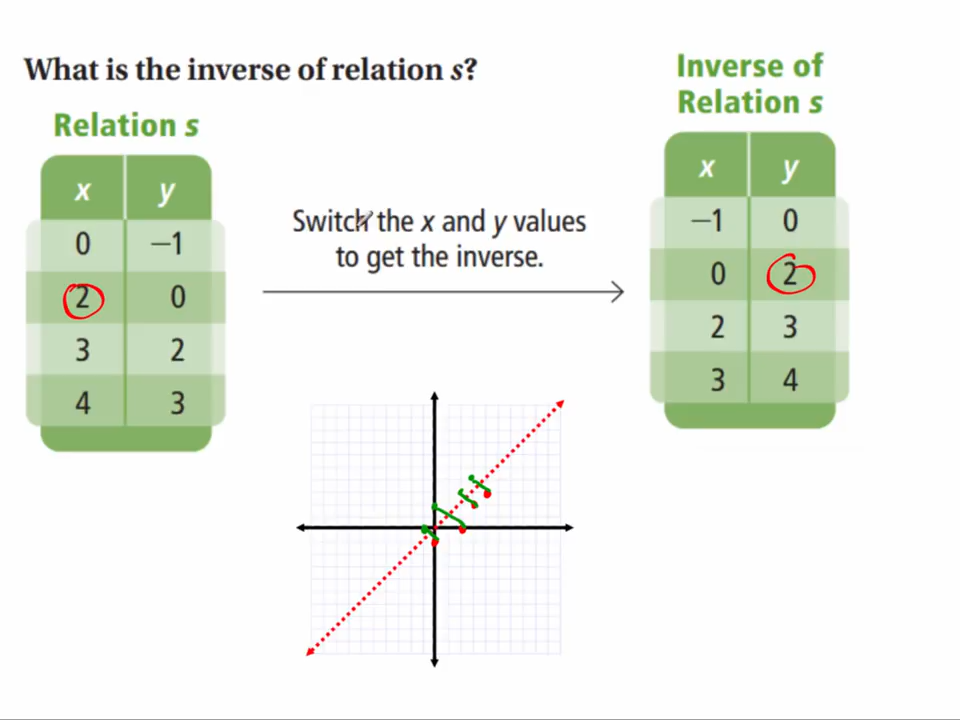 What is the inverse of relation s?
Relation s
x y
0 –1
2 0
3 2
4 3
Switch the x and y values
to get the inverse.
Inverse of
Relation s
x y
–1 0
0 2
2 3
3 4